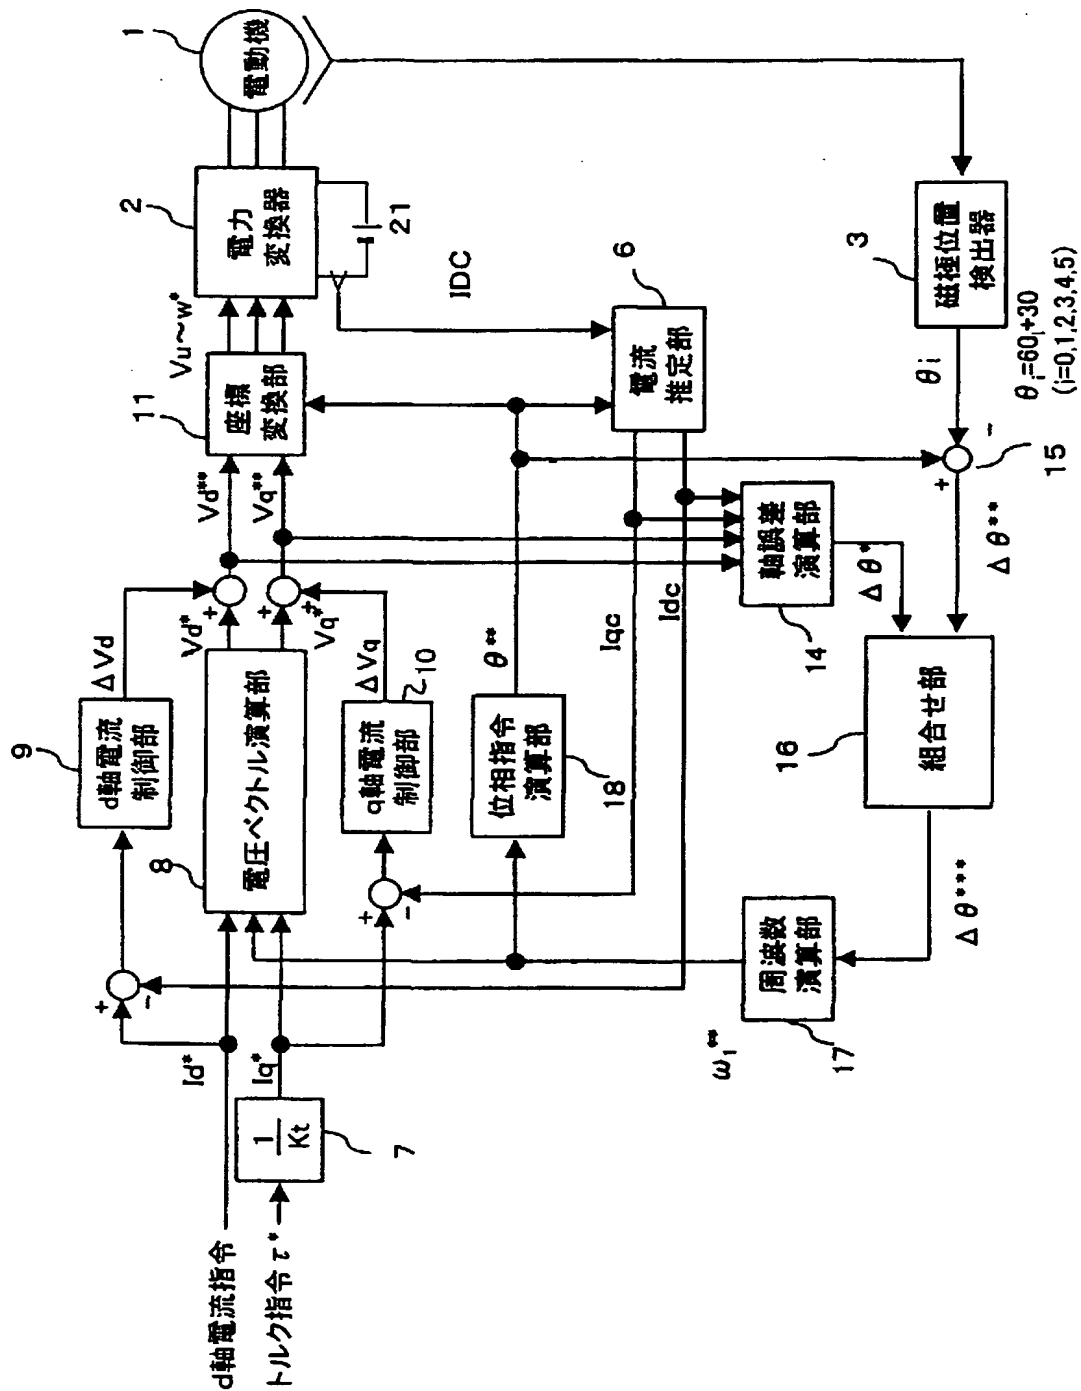 d軸電流指令
トルク指令 τ*
1
Kt
7
Id*
Iq*
+
-
9
d軸電流
制御部
ΔVd
8
電圧ベクトル演算部
Vd*
+
+
+
Vq*
Vd**
Vq**
+
-
q軸電流
制御部
10
ΔVq
11
座標
変換部
Vu～w*
2
電力
変換器
21
1
電動機
IDC
6
電流
推定部
Iqc
Idc
位相指令
演算部
18
θ**
軸誤差
演算部
14
Δθ*
3
磁極位置
検出器
θi
θi=60i+30
(i=0,1,2,3,4,5)
+
-
15
Δθ**
16
組合せ部
Δθ***
周波数
演算部
17
ω1**